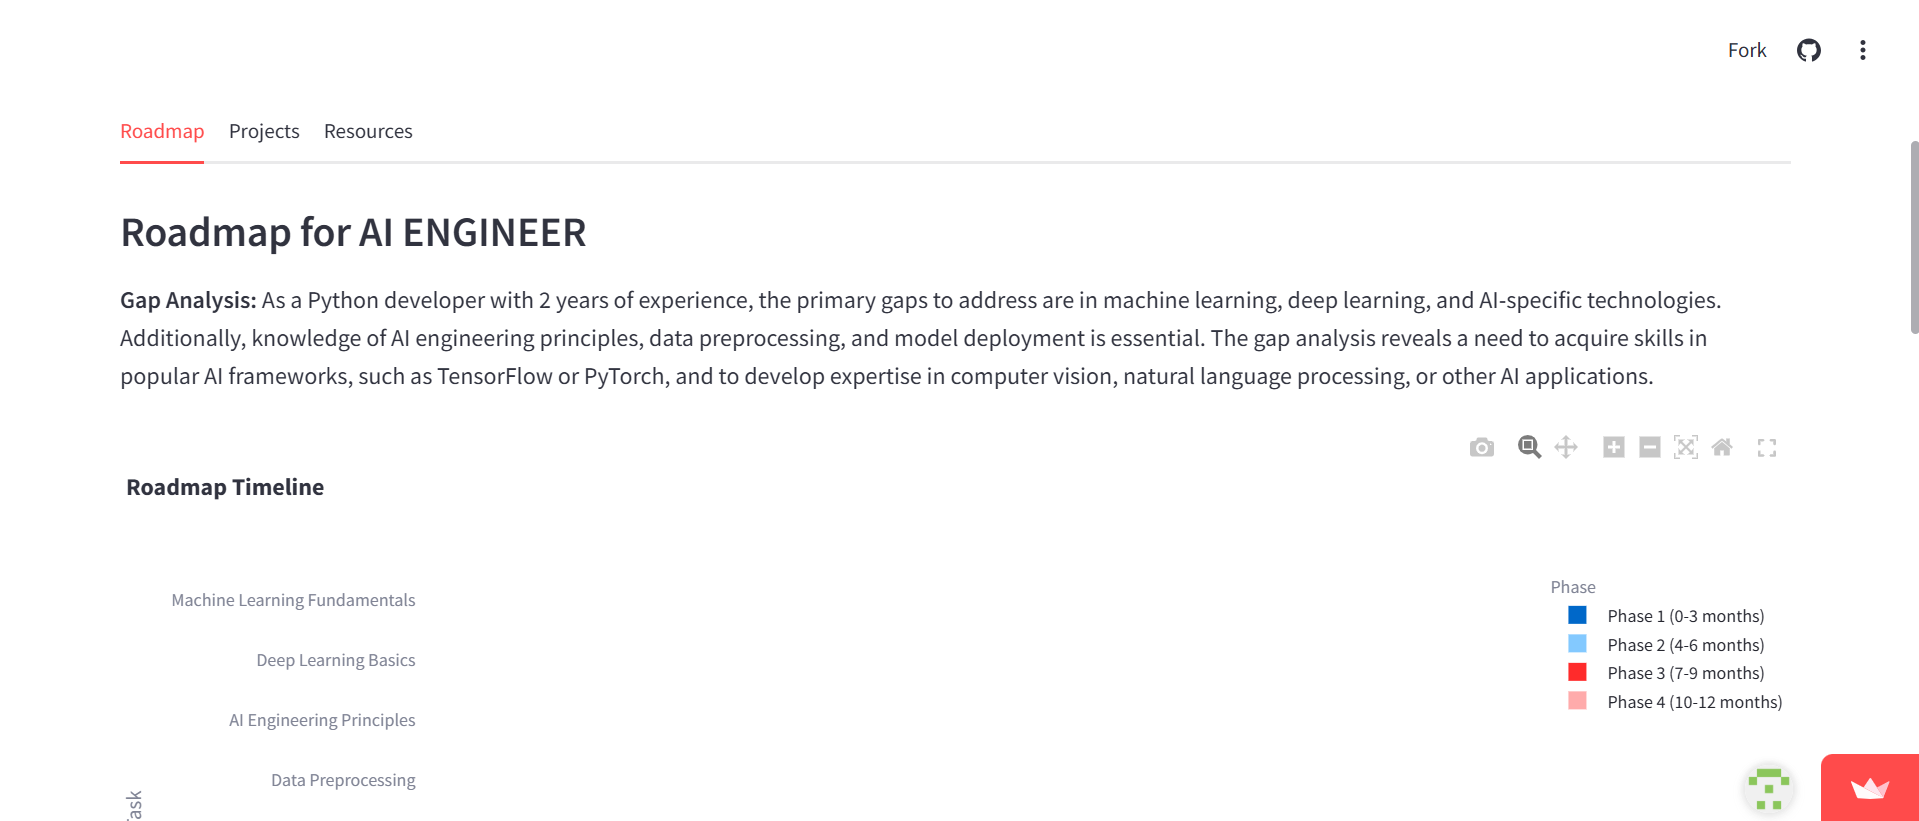 Fork
Roadmap Projects Resources
Roadmap for AI ENGINEER
Gap Analysis: As a Python developer with 2 years of experience, the primary gaps to address are in machine learning, deep learning, and AI-specific technologies.
Additionally, knowledge of AI engineering principles, data preprocessing, and model deployment is essential. The gap analysis reveals a need to acquire skills in
popular AI frameworks, such as TensorFlow or PyTorch, and to develop expertise in computer vision, natural language processing, or other AI applications.
Roadmap Timeline
Machine Learning Fundamentals
Deep Learning Basics
AI Engineering Principles
Data Preprocessing
Phase
Phase 1 (0-3 months)
Phase 2 (4-6 months)
Phase 3 (7-9 months)
Phase 4 (10-12 months)